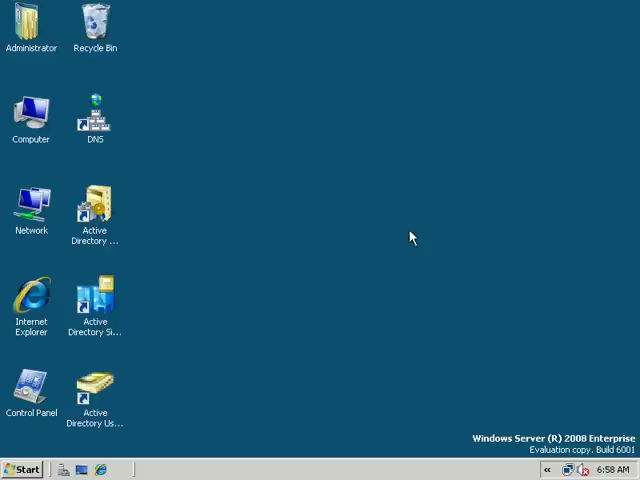 Administrator
Recycle Bin
Computer
DNS
Network
Active
Directory ...
Internet
Explorer
Active
Directory Si...
Control Panel
Active
Directory Us...
Windows Server (R) 2008 Enterprise
Evaluation copy. Build 6001
Start
«
6:58 AM